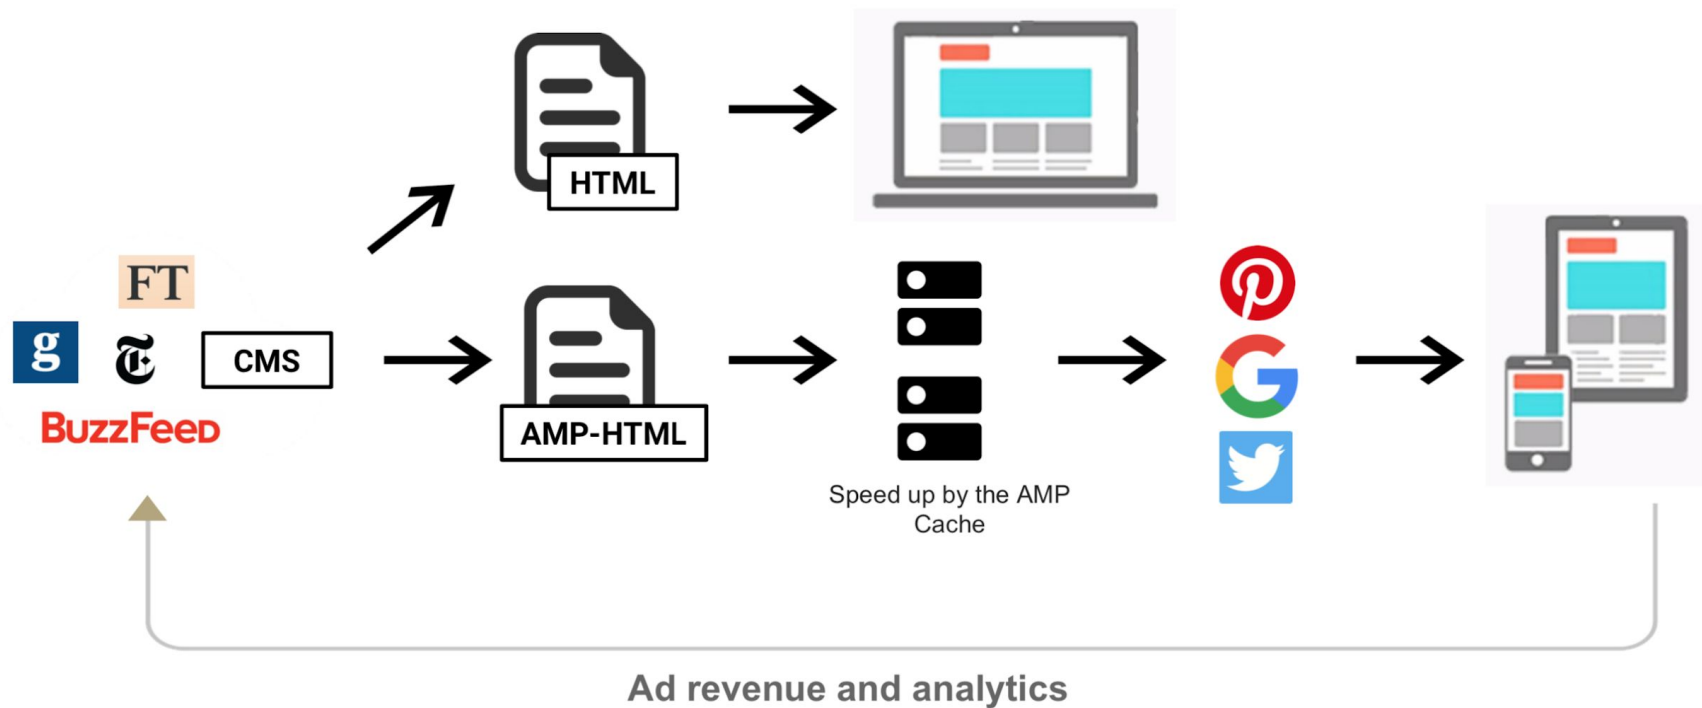 HTML
FT
g
T
CMS
BuzzFeed
AMP-HTML
G
Speed up by the AMP
Cache
Ad revenue and analytics